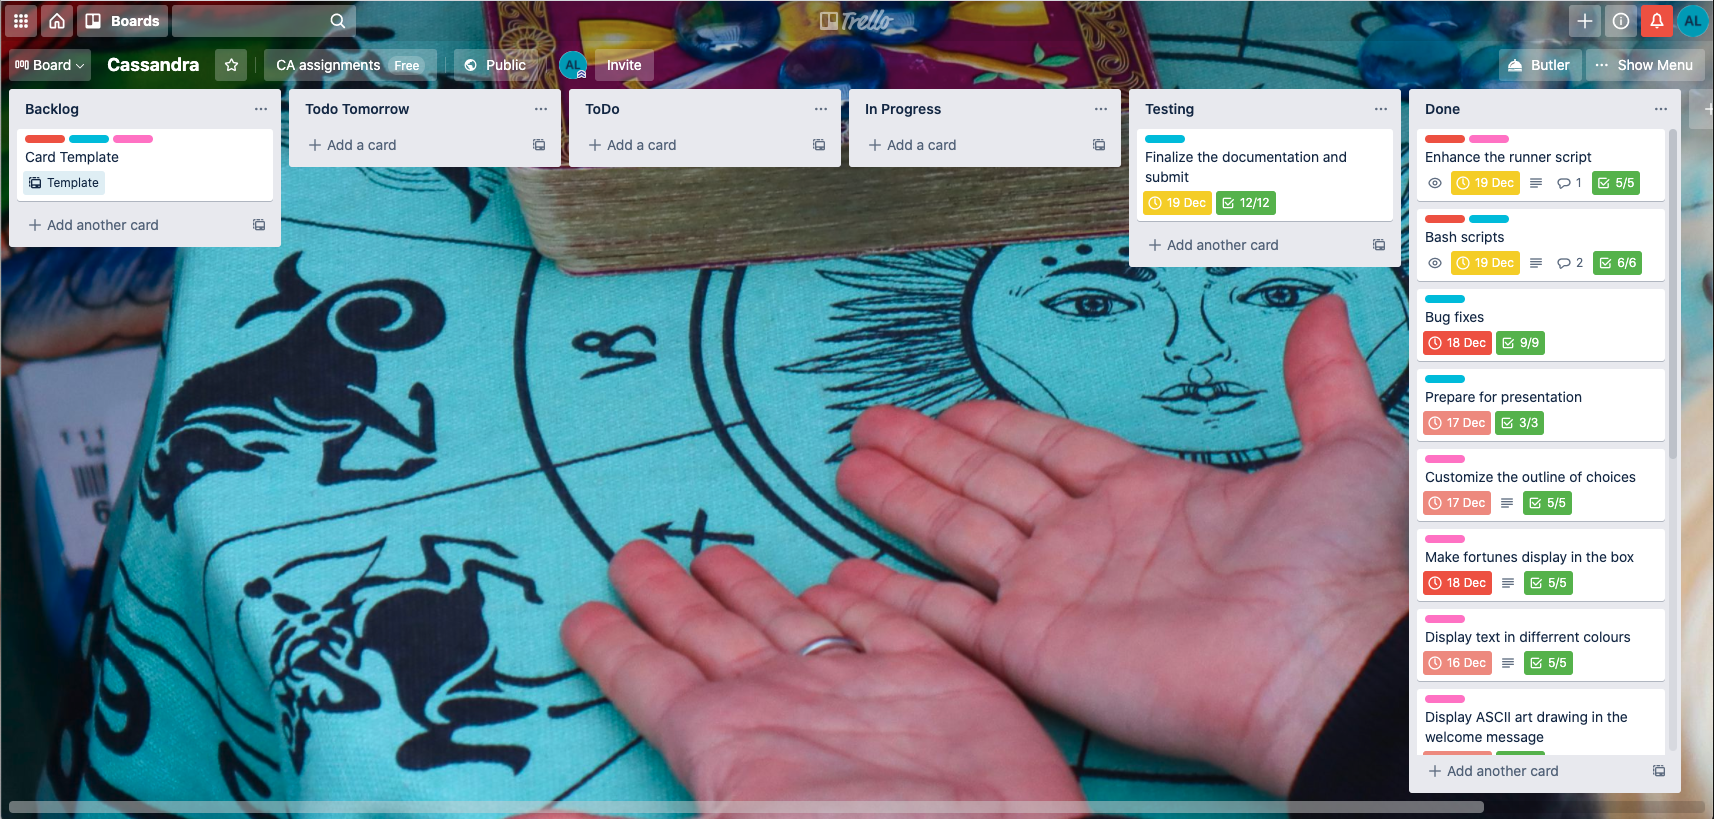 Boards
Trello
Board
Cassandra
CA assignments Free
Public
AL
Invite
Butler
Show Menu
AL
Backlog
Card Template
Template
Add another card
Todo Tomorrow
Add a card
ToDo
Add a card
In Progress
Add a card
Testing
Finalize the documentation and
submit
19 Dec 12/12
Add another card
Done
Enhance the runner script
19 Dec 1 5/5
Bash scripts
19 Dec 2 6/6
Bug fixes
18 Dec 9/9
Prepare for presentation
17 Dec 3/3
Customize the outline of choices
17 Dec 5/5
Make fortunes display in the box
18 Dec 5/5
Display text in differrent colours
16 Dec 5/5
Display ASCII art drawing in the
welcome message
Add another card